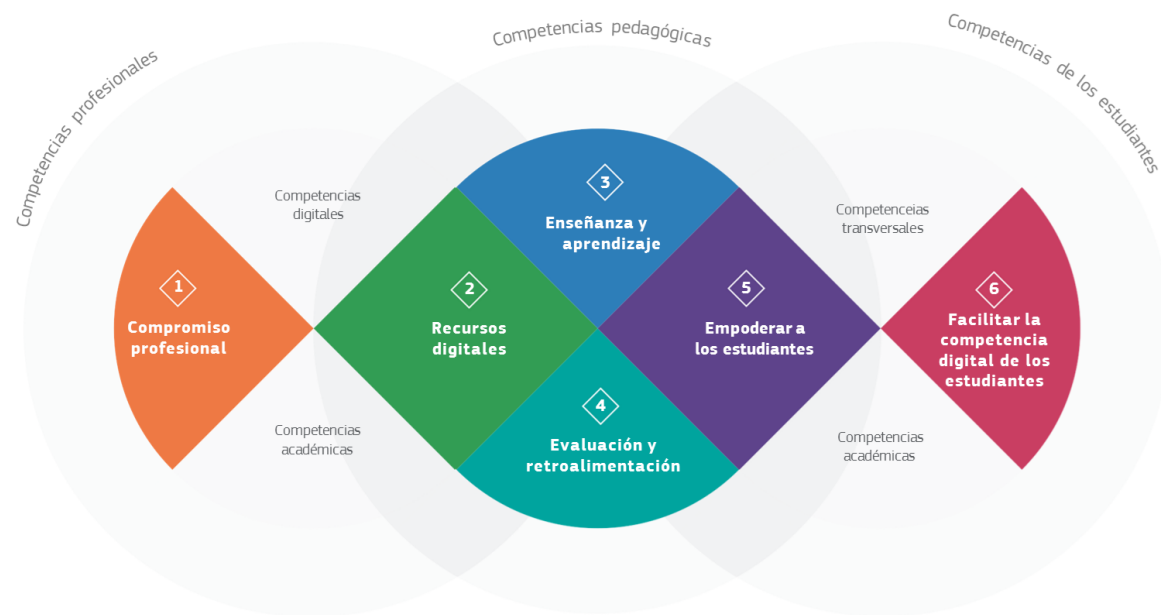 Competencias profesionales
Competencias pedagógicas
Competencias de los estudiantes
Competencias
digitales
Competenceias
transversales
1
Compromiso
profesional
2
Recursos
digitales
3
Enseñanza y
aprendizaje
4
Evaluación y
retroalimentación
5
Empoderar a
los estudiantes
6
Facilitar la
competencia
digital de los
estudiantes
Competencias
académicas
Competencias
académicas